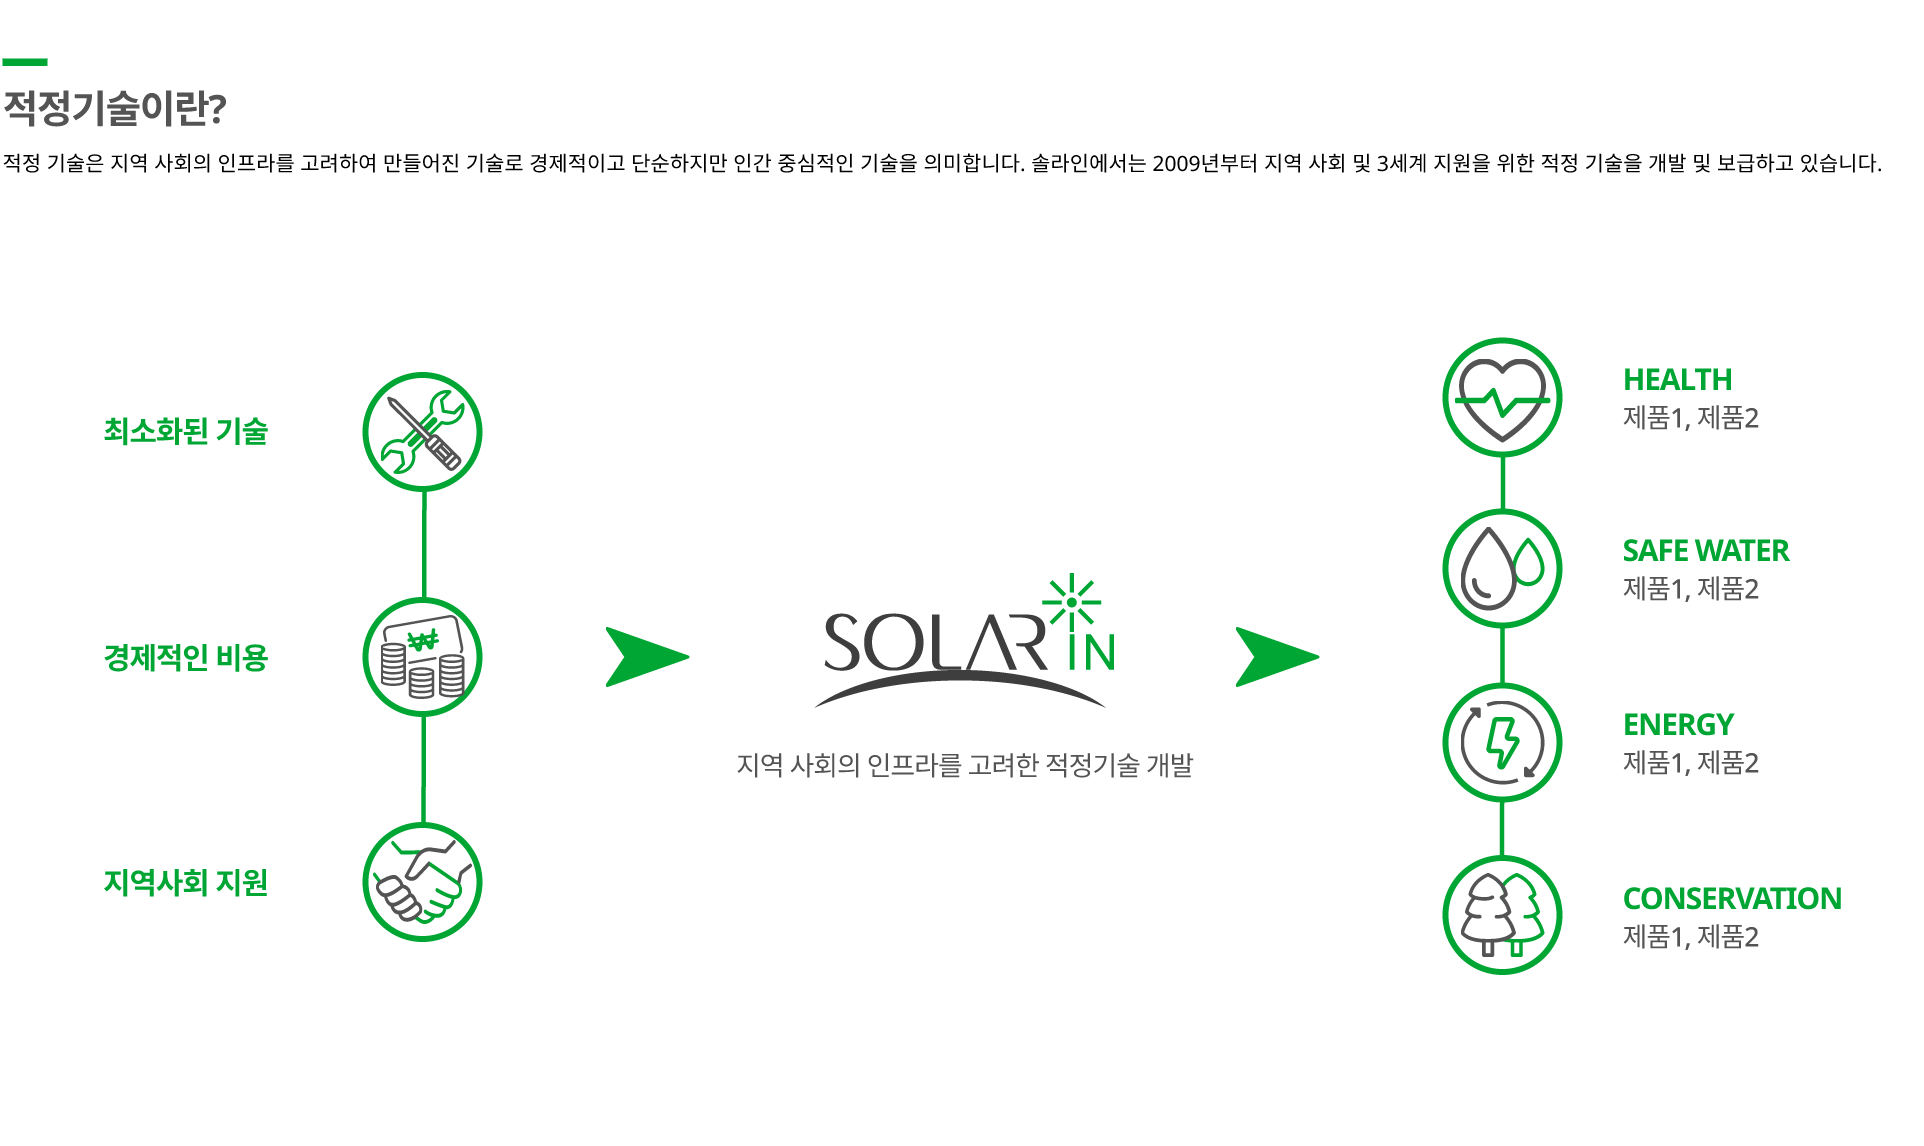 적정기술이란?
적정 기술은 지역 사회의 인프라를 고려하여 만들어진 기술로 경제적이고 단순하지만 인간 중심적인 기술을 의미합니다. 솔라인에서는 2009년부터 지역 사회 및 3세계 지원을 위한 적정 기술을 개발 및 보급하고 있습니다.
최소화된 기술
경제적인 비용
₩
지역사회 지원
SOLAR IN
지역 사회의 인프라를 고려한 적정기술 개발
HEALTH
제품1, 제품2
SAFE WATER
제품1, 제품2
ENERGY
제품1, 제품2
CONSERVATION
제품1, 제품2